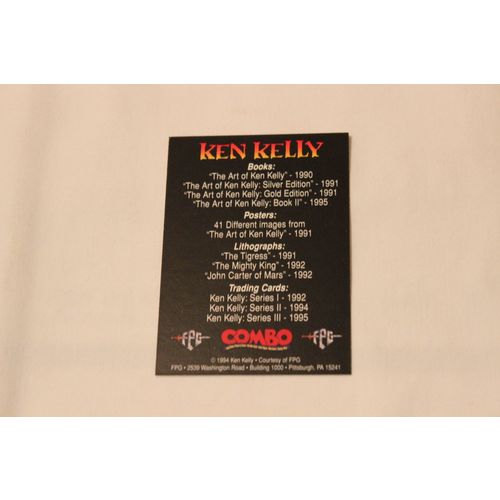 KEN KELLY
Books:
"The Art of Ken Kelly" - 1990
"The Art of Ken Kelly: Silver Edition" - 1991
"The Art of Ken Kelly: Gold Edition" - 1991
"The Art of Ken Kelly: Book II" - 1995
Posters:
41 Different images from
"The Art of Ken Kelly" - 1991
Lithographs:
"The Tigress" - 1991
"The Mighty King" - 1992
"John Carter of Mars" - 1992
Trading Cards:
Ken Kelly: Series I - 1992
Ken Kelly: Series II - 1994
Ken Kelly: Series III - 1995
FPG COMBO FPG
© 1994 Ken Kelly • Courtesy of FPG
FPG • 2539 Washington Road • Building 1000 • Pittsburgh, PA 15241